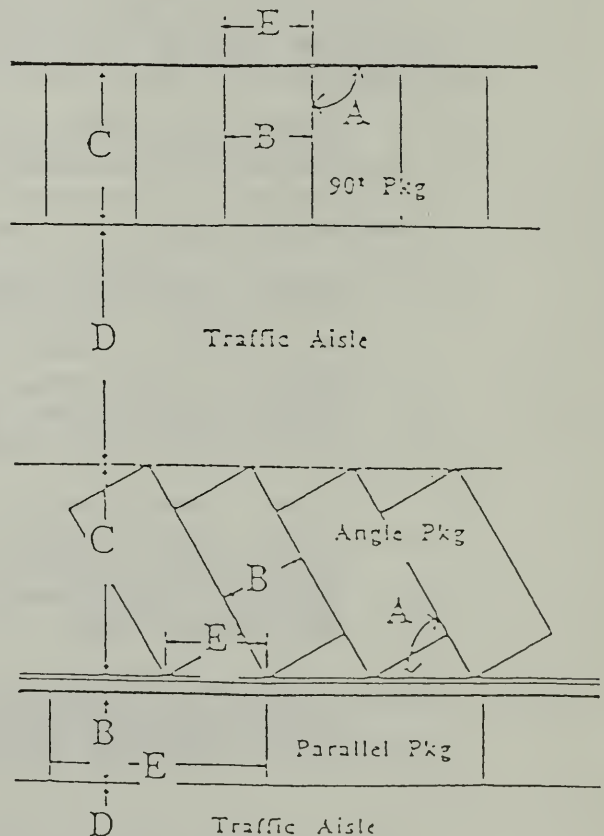 E
C
B
A
90° Pkg
D
Traffic Aisle
C
Angle Pkg
B
A
E
B
Parallel Pkg
E
D
Traffic Aisle